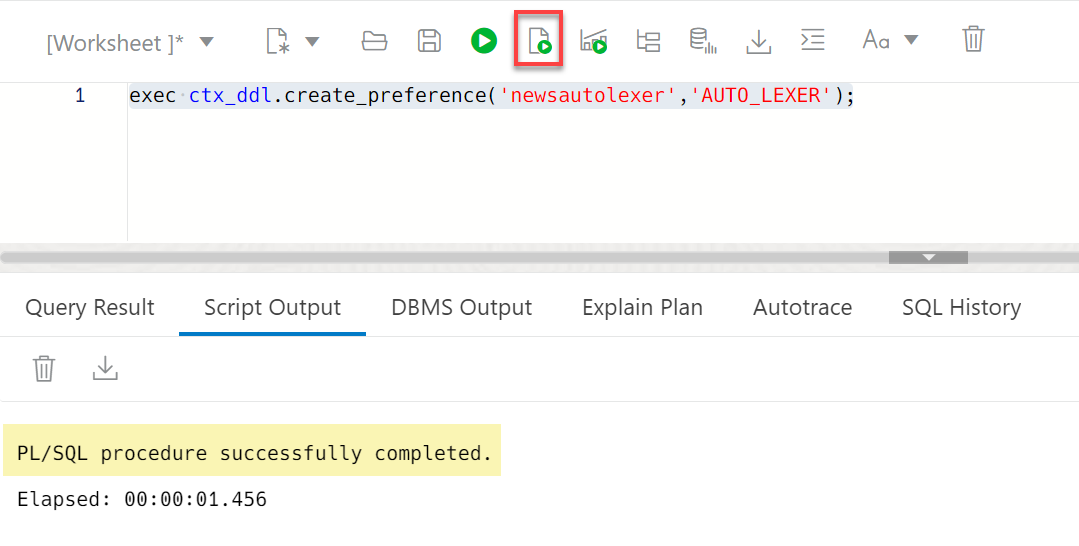 [Worksheet ]*
Aa
1 exec ctx_ddl.create_preference('newsautolexer','AUTO_LEXER');
Query Result Script Output DBMS Output Explain Plan Autotrace SQL History
PL/SQL procedure successfully completed.
Elapsed: 00:00:01.456